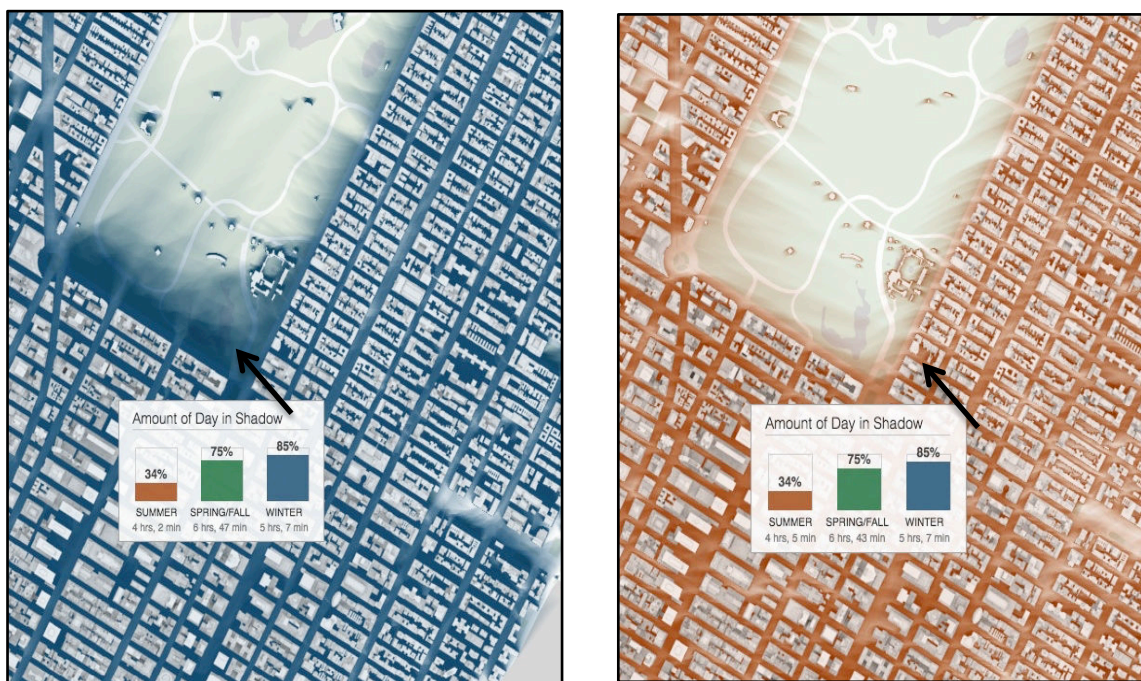 Amount of Day in Shadow
34%
75%
85%
SUMMER
SPRING/FALL
WINTER
4 hrs, 2 min
6 hrs, 47 min
5 hrs, 7 min
Amount of Day in Shadow
34%
75%
85%
SUMMER
SPRING/FALL
WINTER
4 hrs, 5 min
6 hrs, 43 min
5 hrs, 7 min